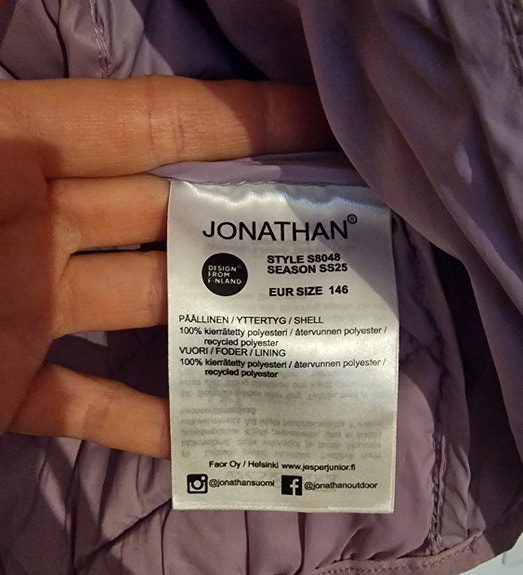 JONATHAN®
DESIGN
FROM
FINLAND
STYLE S8048
SEASON SS25
EUR SIZE 146
PÄÄLLINEN / YTTERTYG / SHELL
100% kierrätetty polyesteri / återvunnen polyester /
recycled polyester
VUORI / FODER / LINING
100% kierrätetty polyesteri / återvunnen polyester /
recycled polyester
Faor Oy / Helsinki www.jesperjunior.fi
@jonathansuomi
@jonathanoutdoor